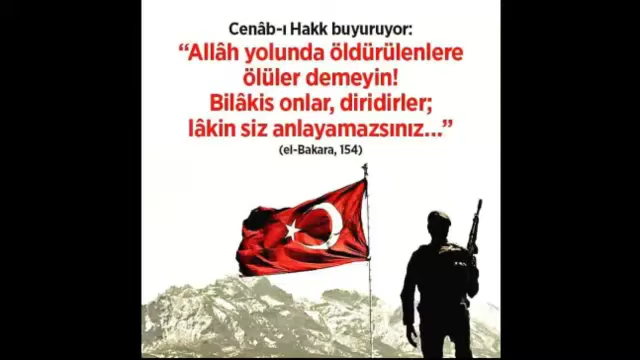 Cenâb-ı Hakk buyuruyor:
“Allâh yolunda öldürülenlere
ölüler demeyin!
Bilâkis onlar, diridirler;
lâkin siz anlayamazsınız...”
(el-Bakara, 154)